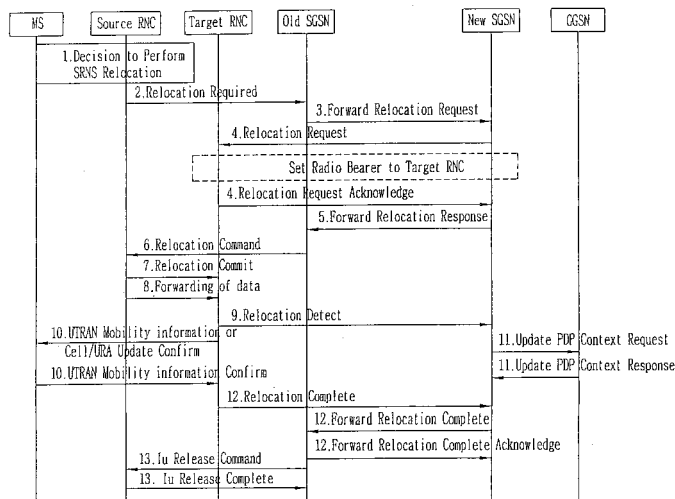 MS
Source RNC
Target RNC
Old SGSN
New SGSN
GGSN
1.Decision to Perform
SRNS Relocation
2.Relocation Required
3.Forward Relocation Request
4.Relocation Request
Set Radio Bearer to Target RNC
4.Relocation Request Acknowledge
5.Forward Relocation Response
6.Relocation Command
7.Relocation Commit
8.Forwarding of data
9.Relocation Detect
10.UTRAN Mobility information or
Cell/URA Update Confirm
11.Update PDP Context Request
10.UTRAN Mobility information Confirm
11.Update PDP Context Response
12.Relocation Complete
12.Forward Relocation Complete
12.Forward Relocation Complete Acknowledge
13.Iu Release Command
13. Iu Release Complete